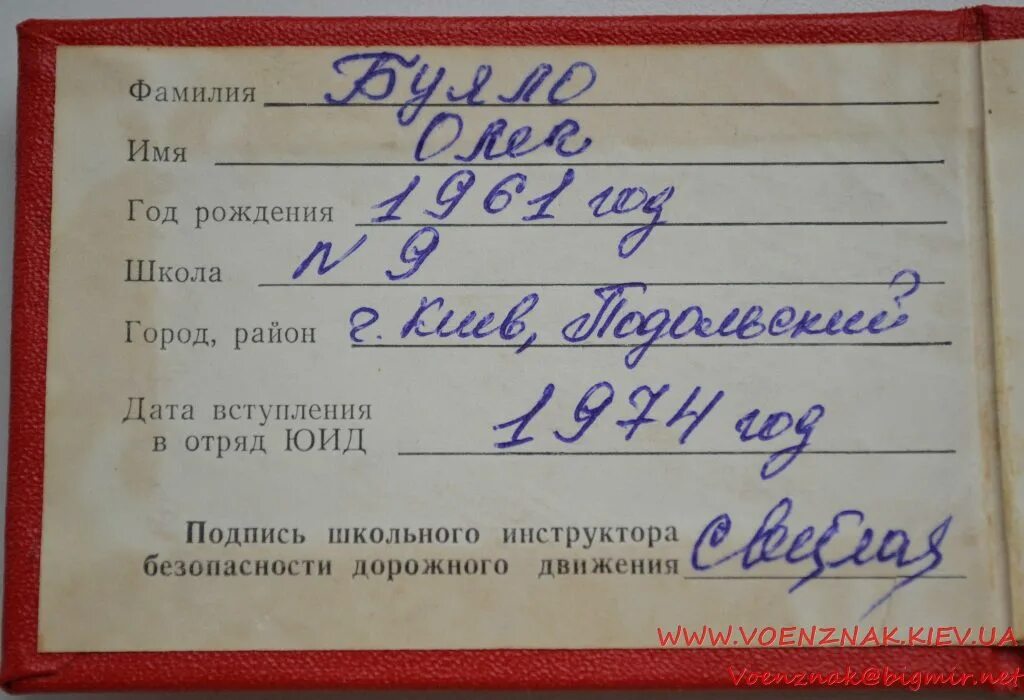 Фамилия Буяло
Имя Олег
Год рождения 1961 год
Школа N 9
Город, район г. Киев, Подольский
Дата вступления
в отряд ЮИД 1974 год
Подпись школьного инструктора
безопасности дорожного движения Светлая
WWW.VOENZNAK.KIEV.UA
Voenznak@bigmir.net